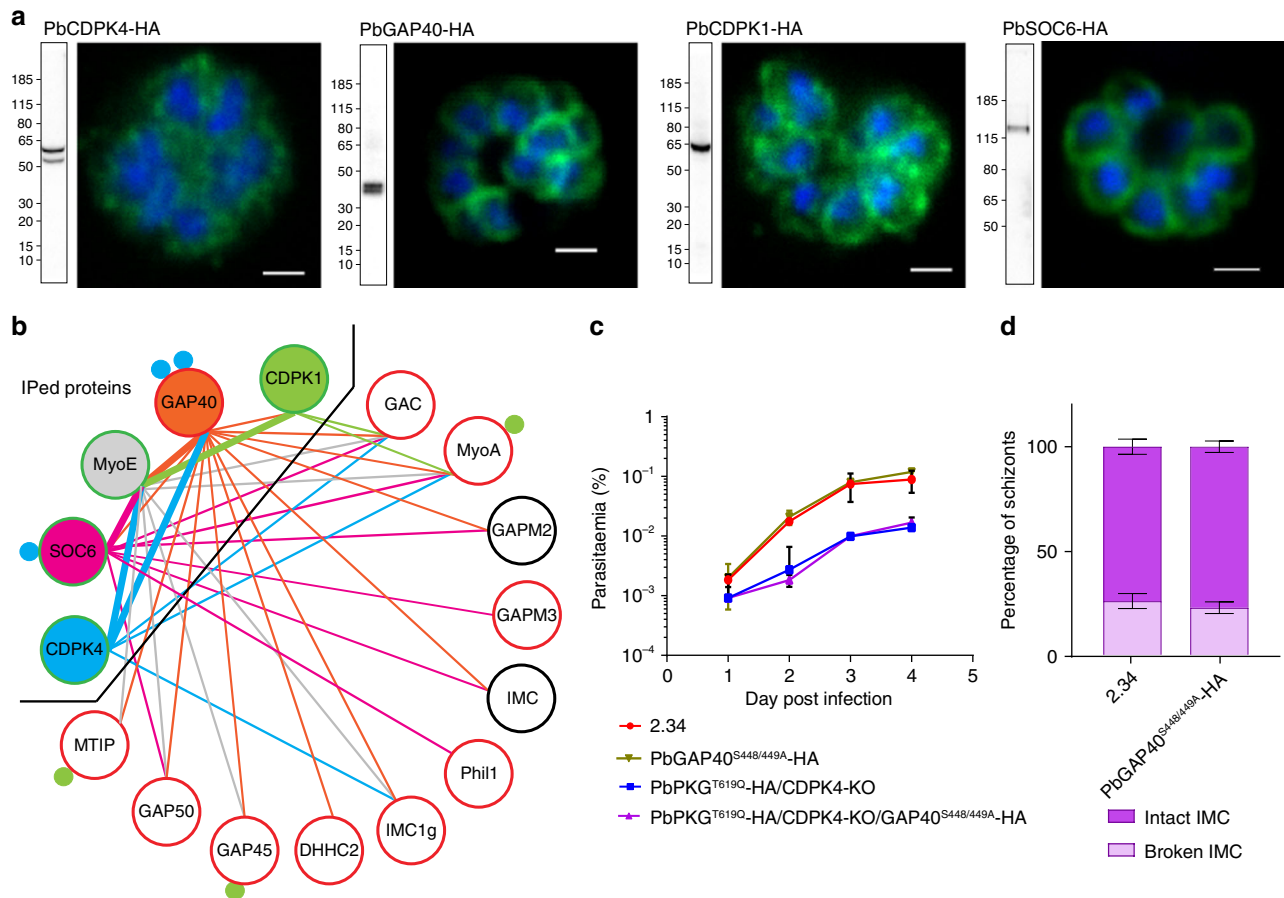 a
PbCDPK4-HA
PbGAP40-HA
PbCDPK1-HA
PbSOC6-HA
185
115
80
65
50
30
20
15
10
185
115
80
65
50
30
20
15
10
185
115
80
65
50
30
20
15
10
185
115
80
65
50
b
IPed proteins
GAP40
CDPK1
GAC
MyoE
MyoA
SOC6
GAPM2
CDPK4
GAPM3
IMC
MTIP
Phil1
GAP50
IMC1g
GAP45
DHHC2
c
Parasitaemia (%)
1
10⁻¹
10⁻²
10⁻³
10⁻⁴
0 1 2 3 4 5
Day post infection
2.34
PbGAP40S448/449A-HA
PbPKGT619Q-HA/CDPK4-KO
PbPKGT619Q-HA/CDPK4-KO/GAP40S448/449A-HA
d
Percentage of schizonts
100
50
0
2.34
PbGAP40S448/449A-HA
Intact IMC
Broken IMC